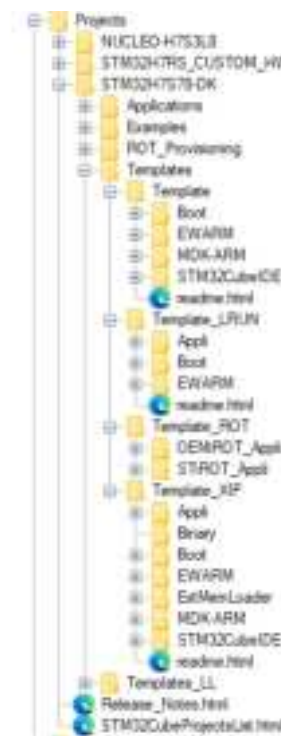 Projects
NUCLEO-H7S3L8
STM32H7RS_CUSTOM_HW
STM32H7S78-DK
Applications
Examples
ROT_Provisioning
Templates
Template
Boot
EWARM
MDK-ARM
STM32CubeIDE
readme.html
Template_LRUN
Appli
Boot
EWARM
readme.html
Template_ROT
OEMiROT_Appli
STiROT_Appli
Template_XIP
Appli
Binary
Boot
EWARM
ExtMemLoader
MDK-ARM
STM32CubeIDE
readme.html
Templates_LL
Release_Notes.html
STM32CubeProjectsList.html